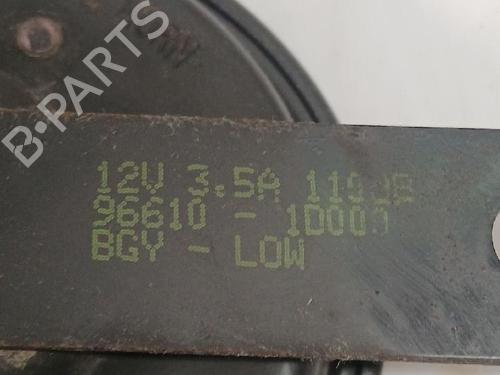 B-PARTS
12V 3.5A 110dB
96610 - 1D000
BGY - LOW